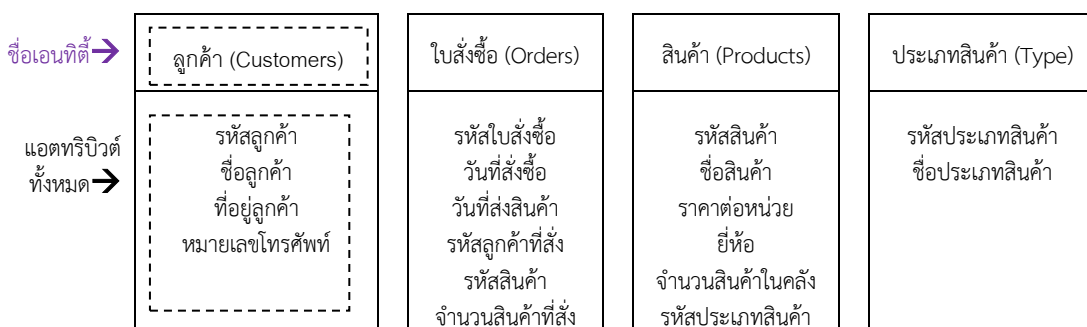 ชื่อเอนทิตี้→
ลูกค้า (Customers)
ใบสั่งซื้อ (Orders)
สินค้า (Products)
ประเภทสินค้า (Type)
แอตทริบิวต์
ทั้งหมด→
รหัสลูกค้า
ชื่อลูกค้า
ที่อยู่ลูกค้า
หมายเลขโทรศัพท์
รหัสใบสั่งซื้อ
วันที่สั่งซื้อ
วันที่ส่งสินค้า
รหัสลูกค้าที่สั่ง
รหัสสินค้า
จำนวนสินค้าที่สั่ง
รหัสสินค้า
ชื่อสินค้า
ราคาต่อหน่วย
ยี่ห้อ
จำนวนสินค้าในคลัง
รหัสประเภทสินค้า
รหัสประเภทสินค้า
ชื่อประเภทสินค้า